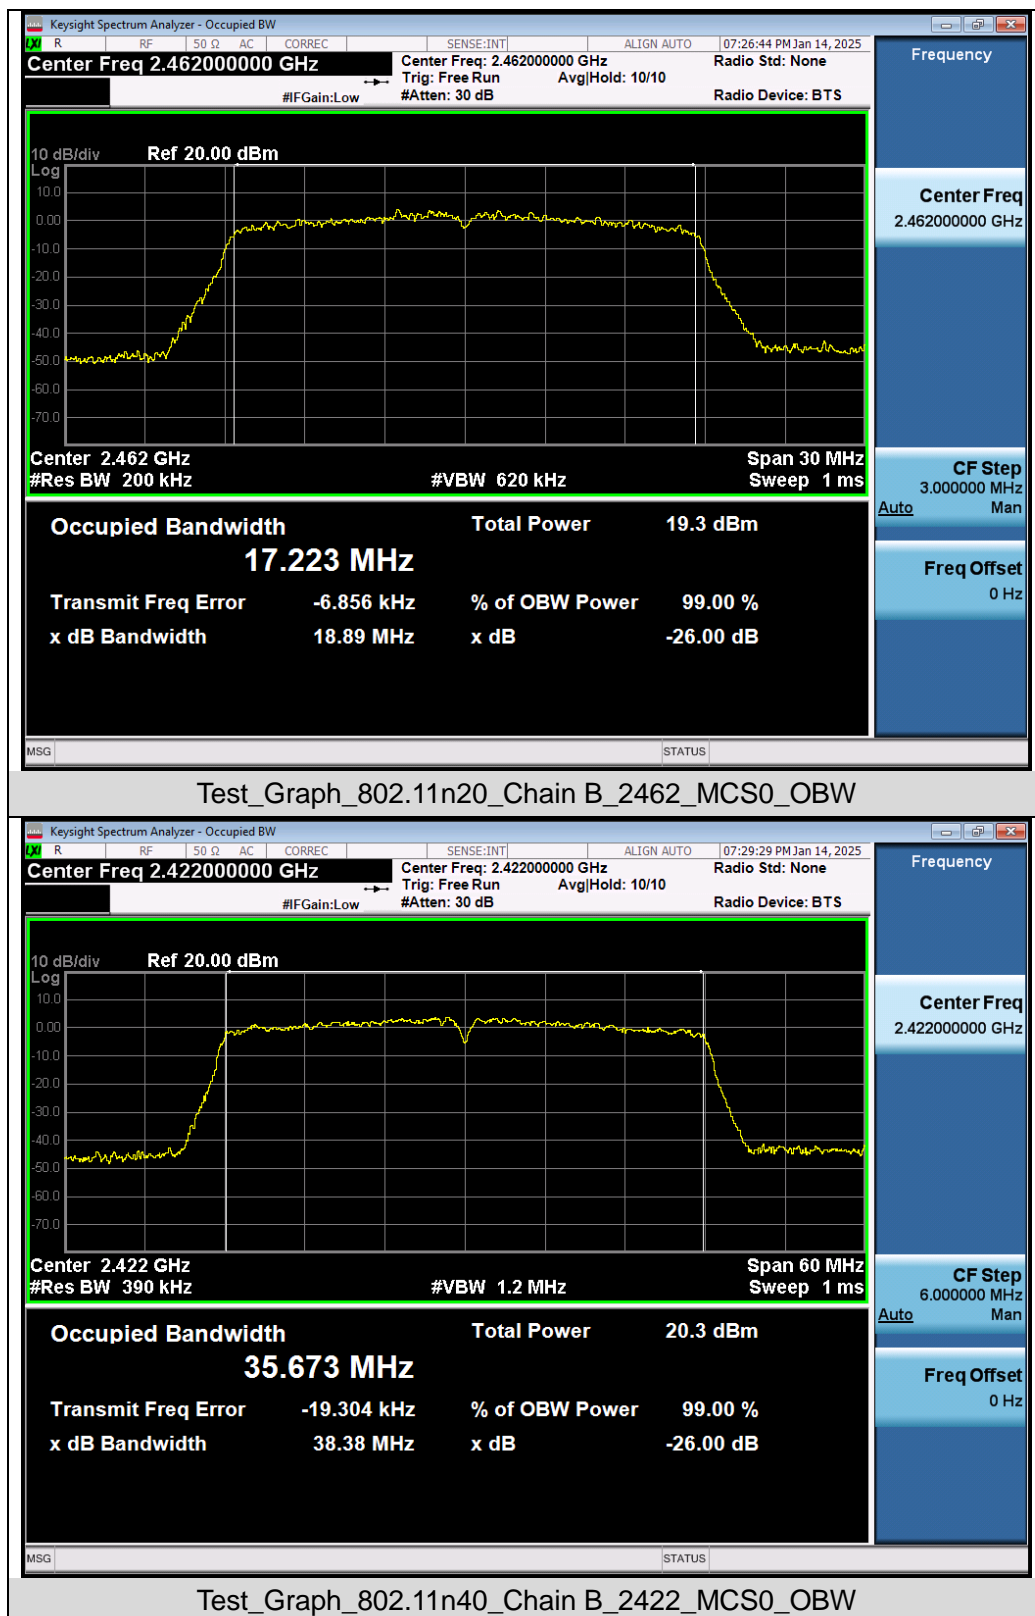 Keysight Spectrum Analyzer - Occupied BW
LXI R RF 50 Ω AC CORREC SENSE:INT ALIGN AUTO 07:26:44 PM Jan 14, 2025
Center Freq 2.462000000 GHz
Center Freq: 2.462000000 GHz Radio Std: None
Trig: Free Run Avg|Hold: 10/10
#IFGain:Low #Atten: 30 dB Radio Device: BTS
10 dB/div Ref 20.00 dBm
Log
10.0
0.00
-10.0
-20.0
-30.0
-40.0
-50.0
-60.0
-70.0
Center 2.462 GHz Span 30 MHz
#Res BW 200 kHz #VBW 620 kHz Sweep 1 ms
Occupied Bandwidth Total Power 19.3 dBm
17.223 MHz
Transmit Freq Error -6.856 kHz % of OBW Power 99.00 %
x dB Bandwidth 18.89 MHz x dB -26.00 dB
MSG STATUS
Frequency
Center Freq
2.462000000 GHz
CF Step
3.000000 MHz
Auto Man
Freq Offset
0 Hz
Test_Graph_802.11n20_Chain B_2462_MCS0_OBW
Keysight Spectrum Analyzer - Occupied BW
LXI R RF 50 Ω AC CORREC SENSE:INT ALIGN AUTO 07:29:29 PM Jan 14, 2025
Center Freq 2.422000000 GHz
Center Freq: 2.422000000 GHz Radio Std: None
Trig: Free Run Avg|Hold: 10/10
#IFGain:Low #Atten: 30 dB Radio Device: BTS
10 dB/div Ref 20.00 dBm
Log
10.0
0.00
-10.0
-20.0
-30.0
-40.0
-50.0
-60.0
-70.0
Center 2.422 GHz Span 60 MHz
#Res BW 390 kHz #VBW 1.2 MHz Sweep 1 ms
Occupied Bandwidth Total Power 20.3 dBm
35.673 MHz
Transmit Freq Error -19.304 kHz % of OBW Power 99.00 %
x dB Bandwidth 38.38 MHz x dB -26.00 dB
MSG STATUS
Frequency
Center Freq
2.422000000 GHz
CF Step
6.000000 MHz
Auto Man
Freq Offset
0 Hz
Test_Graph_802.11n40_Chain B_2422_MCS0_OBW